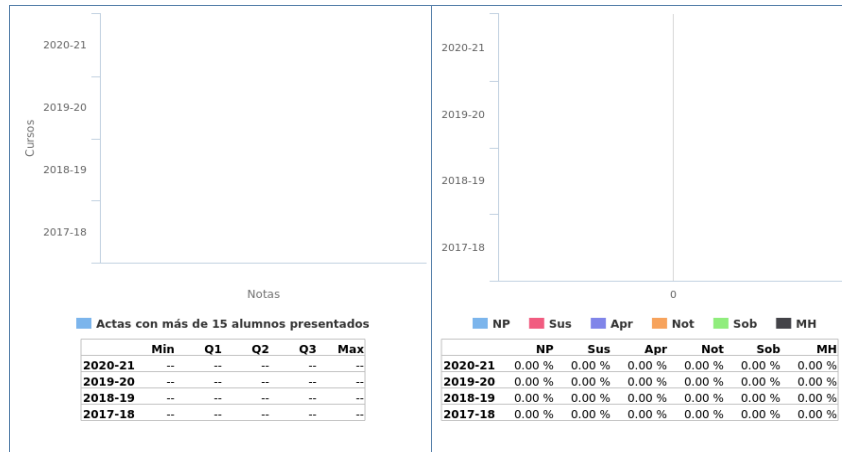 2020-21
2019-20
2018-19
2017-18
Cursos
Notas
Actas con más de 15 alumnos presentados
Min Q1 Q2 Q3 Max
2020-21 -- -- -- -- --
2019-20 -- -- -- -- --
2018-19 -- -- -- -- --
2017-18 -- -- -- -- --
2020-21
2019-20
2018-19
2017-18
0
NP Sus Apr Not Sob MH
NP Sus Apr Not Sob MH
2020-21 0.00 % 0.00 % 0.00 % 0.00 % 0.00 % 0.00 %
2019-20 0.00 % 0.00 % 0.00 % 0.00 % 0.00 % 0.00 %
2018-19 0.00 % 0.00 % 0.00 % 0.00 % 0.00 % 0.00 %
2017-18 0.00 % 0.00 % 0.00 % 0.00 % 0.00 % 0.00 %